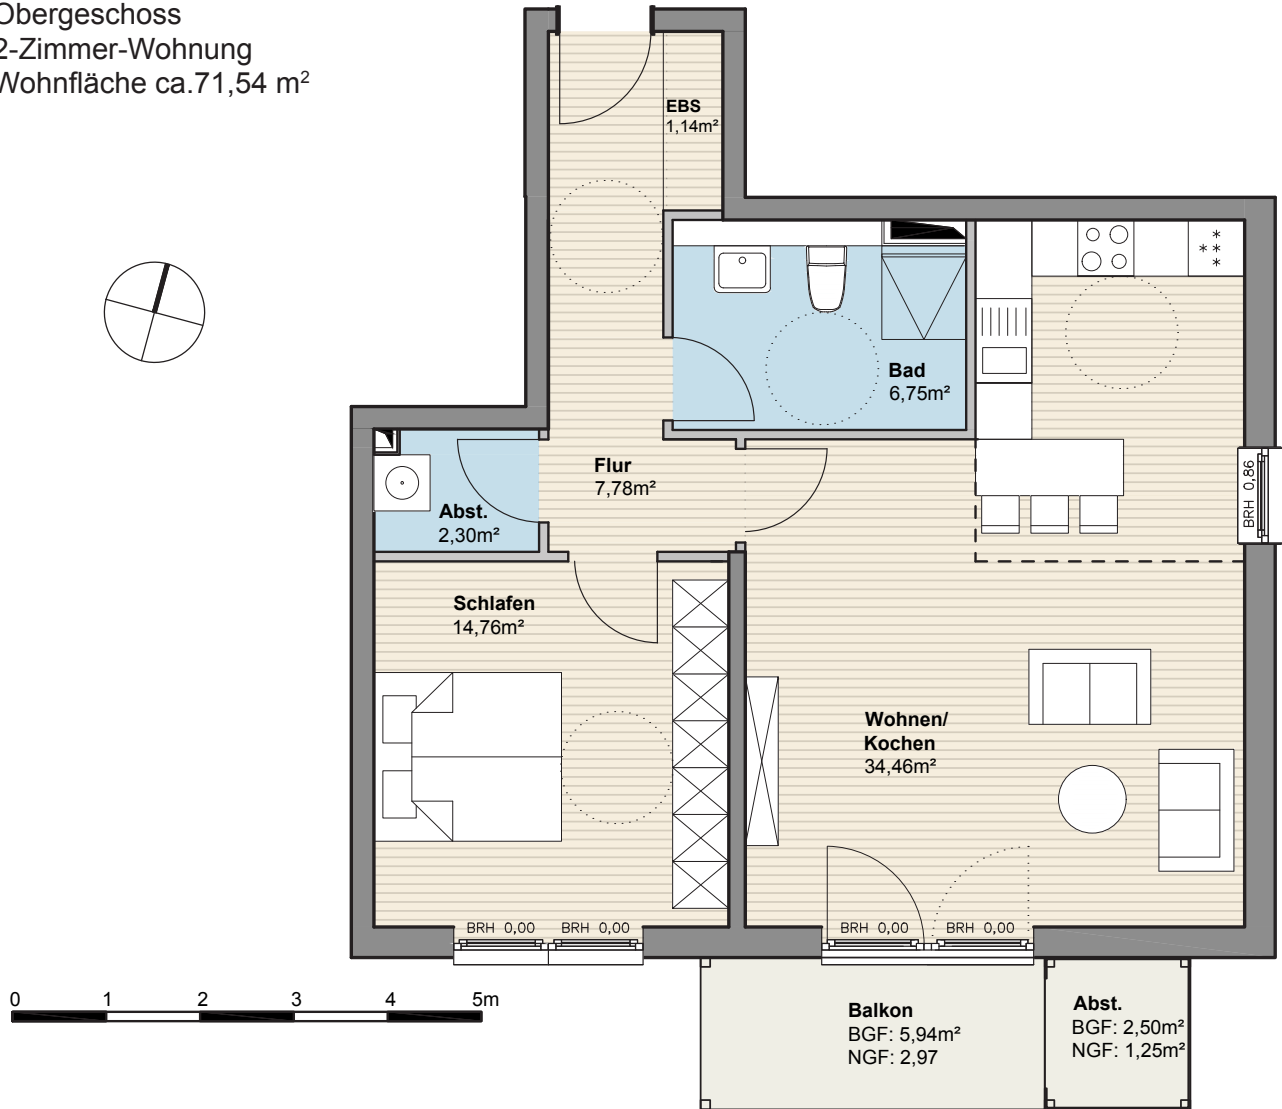 Obergeschoss
2-Zimmer-Wohnung
Wohnfläche ca.71,54 m²
EBS
1,14m²
Bad
6,75m²
Flur
7,78m²
BRH 0,86
Abst.
2,30m²
Schlafen
14,76m²
Wohnen/
Kochen
34,46m²
BRH 0,00 BRH 0,00
BRH 0,00 BRH 0,00
0 1 2 3 4 5m
Balkon
BGF: 5,94m²
NGF: 2,97
Abst.
BGF: 2,50m²
NGF: 1,25m²